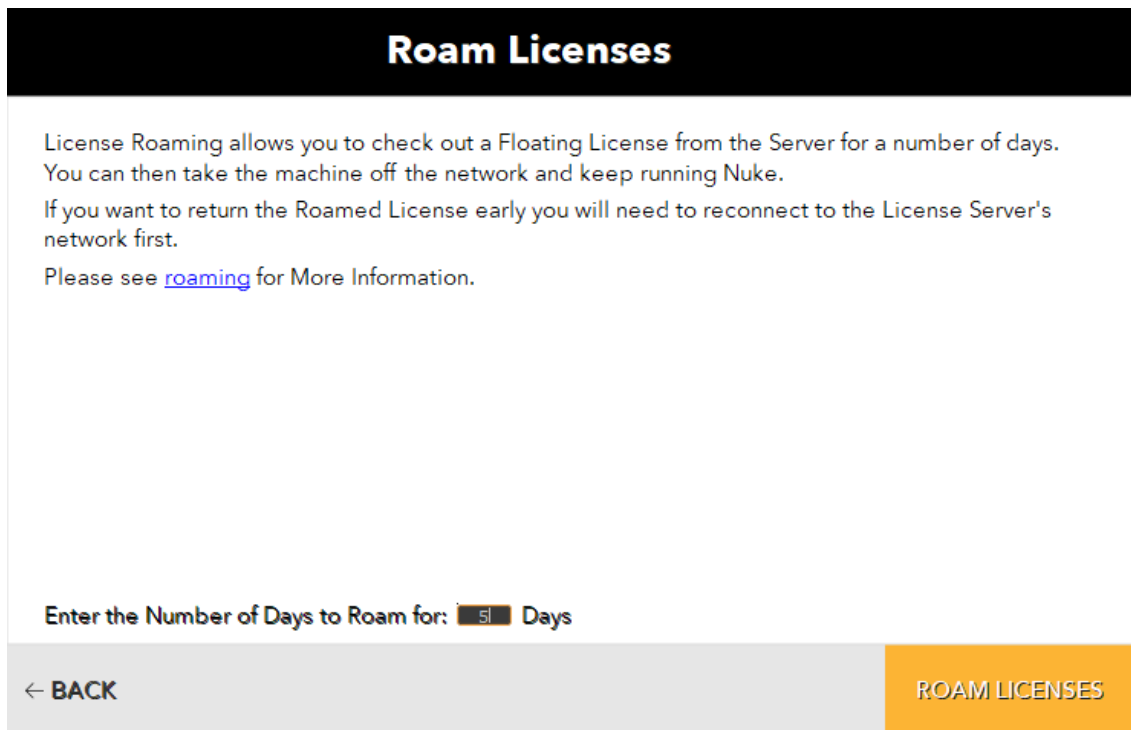 Roam Licenses
License Roaming allows you to check out a Floating License from the Server for a number of days.
You can then take the machine off the network and keep running Nuke.
If you want to return the Roamed License early you will need to reconnect to the License Server's
network first.
Please see roaming for More Information.
Enter the Number of Days to Roam for: 5 Days
← BACK
ROAM LICENSES